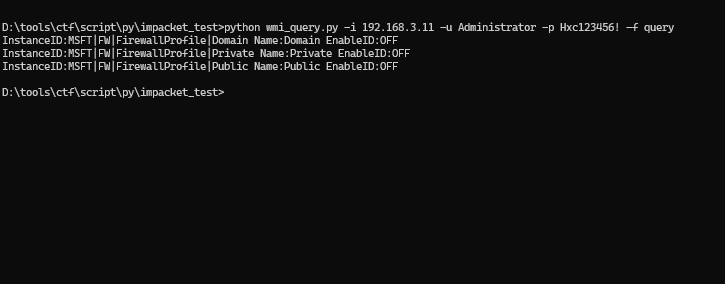 D:\tools\ctf\script\py\impacket_test>python wmi_query.py -i 192.168.3.11 -u Administrator -p Hxc123456! -f query
InstanceID:MSFT|FW|FirewallProfile|Domain Name:Domain EnableID:OFF
InstanceID:MSFT|FW|FirewallProfile|Private Name:Private EnableID:OFF
InstanceID:MSFT|FW|FirewallProfile|Public Name:Public EnableID:OFF
D:\tools\ctf\script\py\impacket_test>